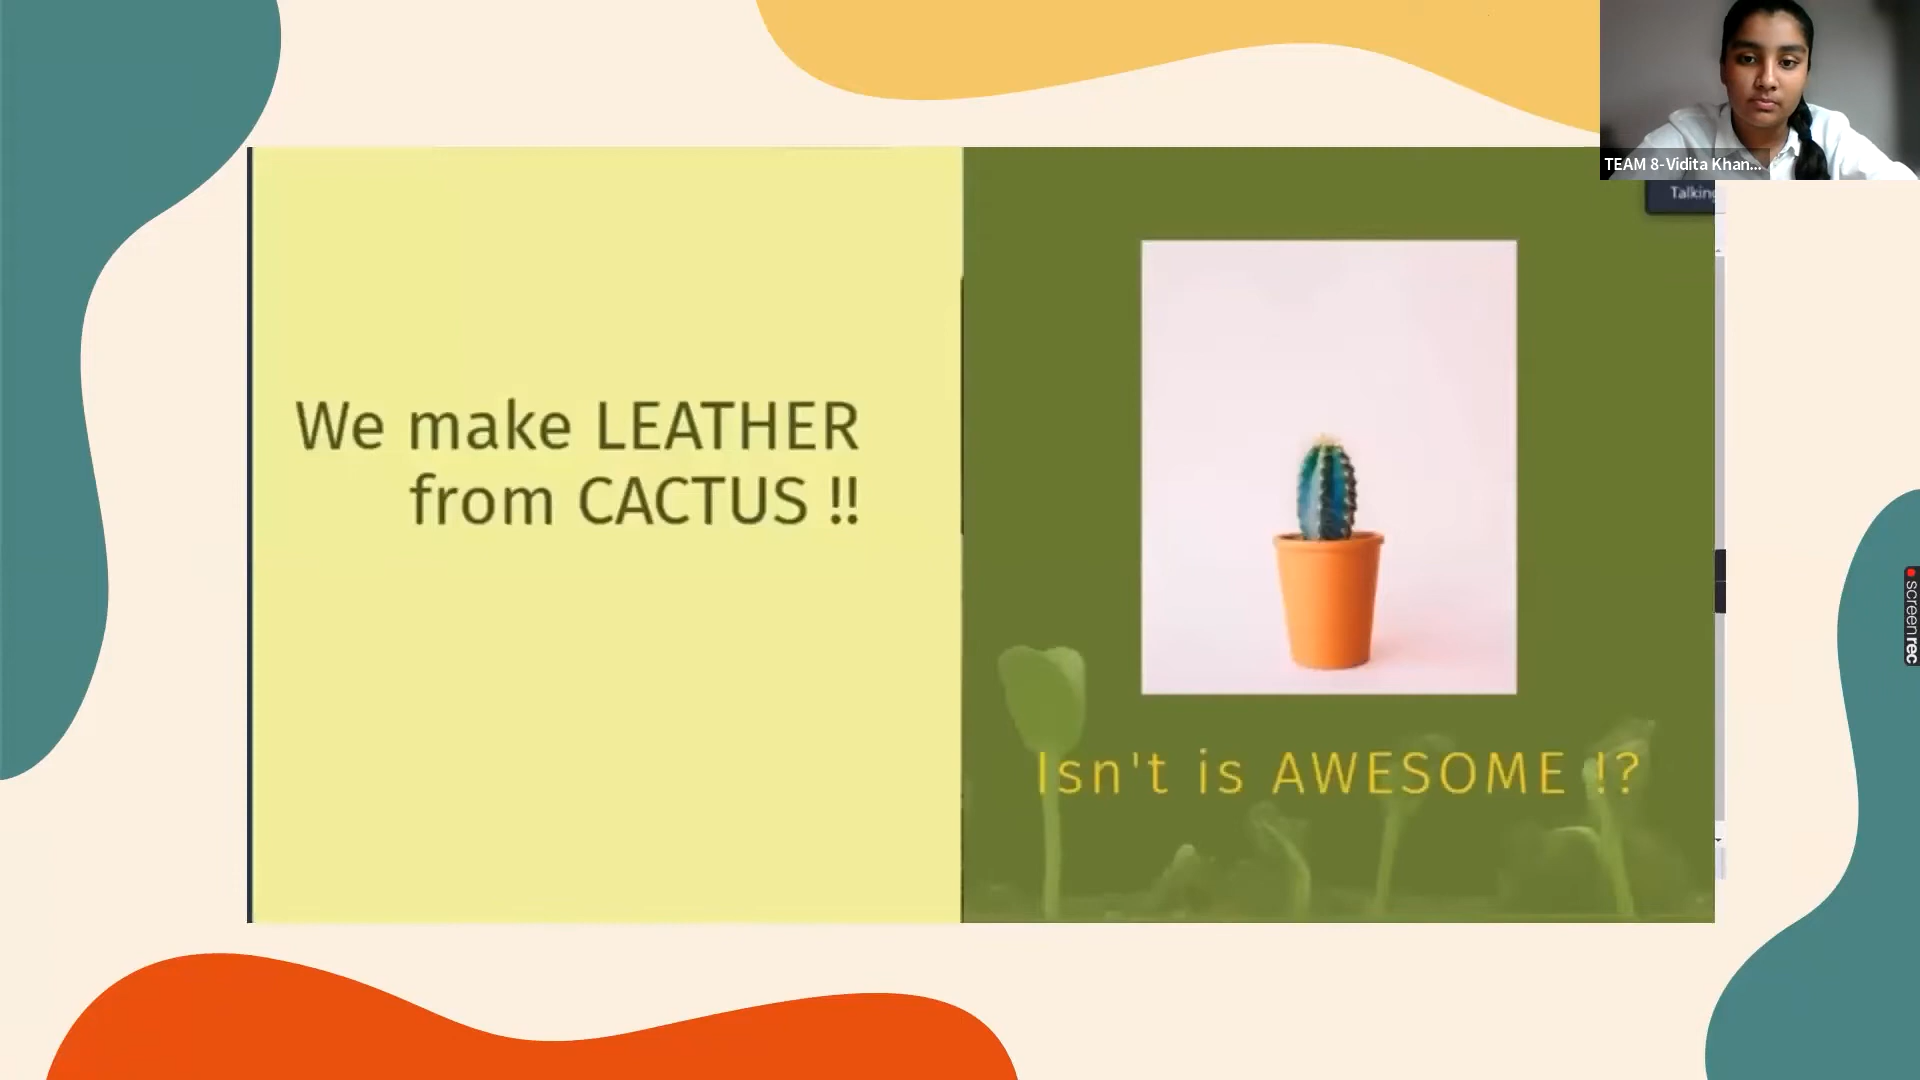 TEAM 8-Vidita Khan...
Talking
We make LEATHER
from CACTUS !!
Isn't is AWESOME !?
screenrec